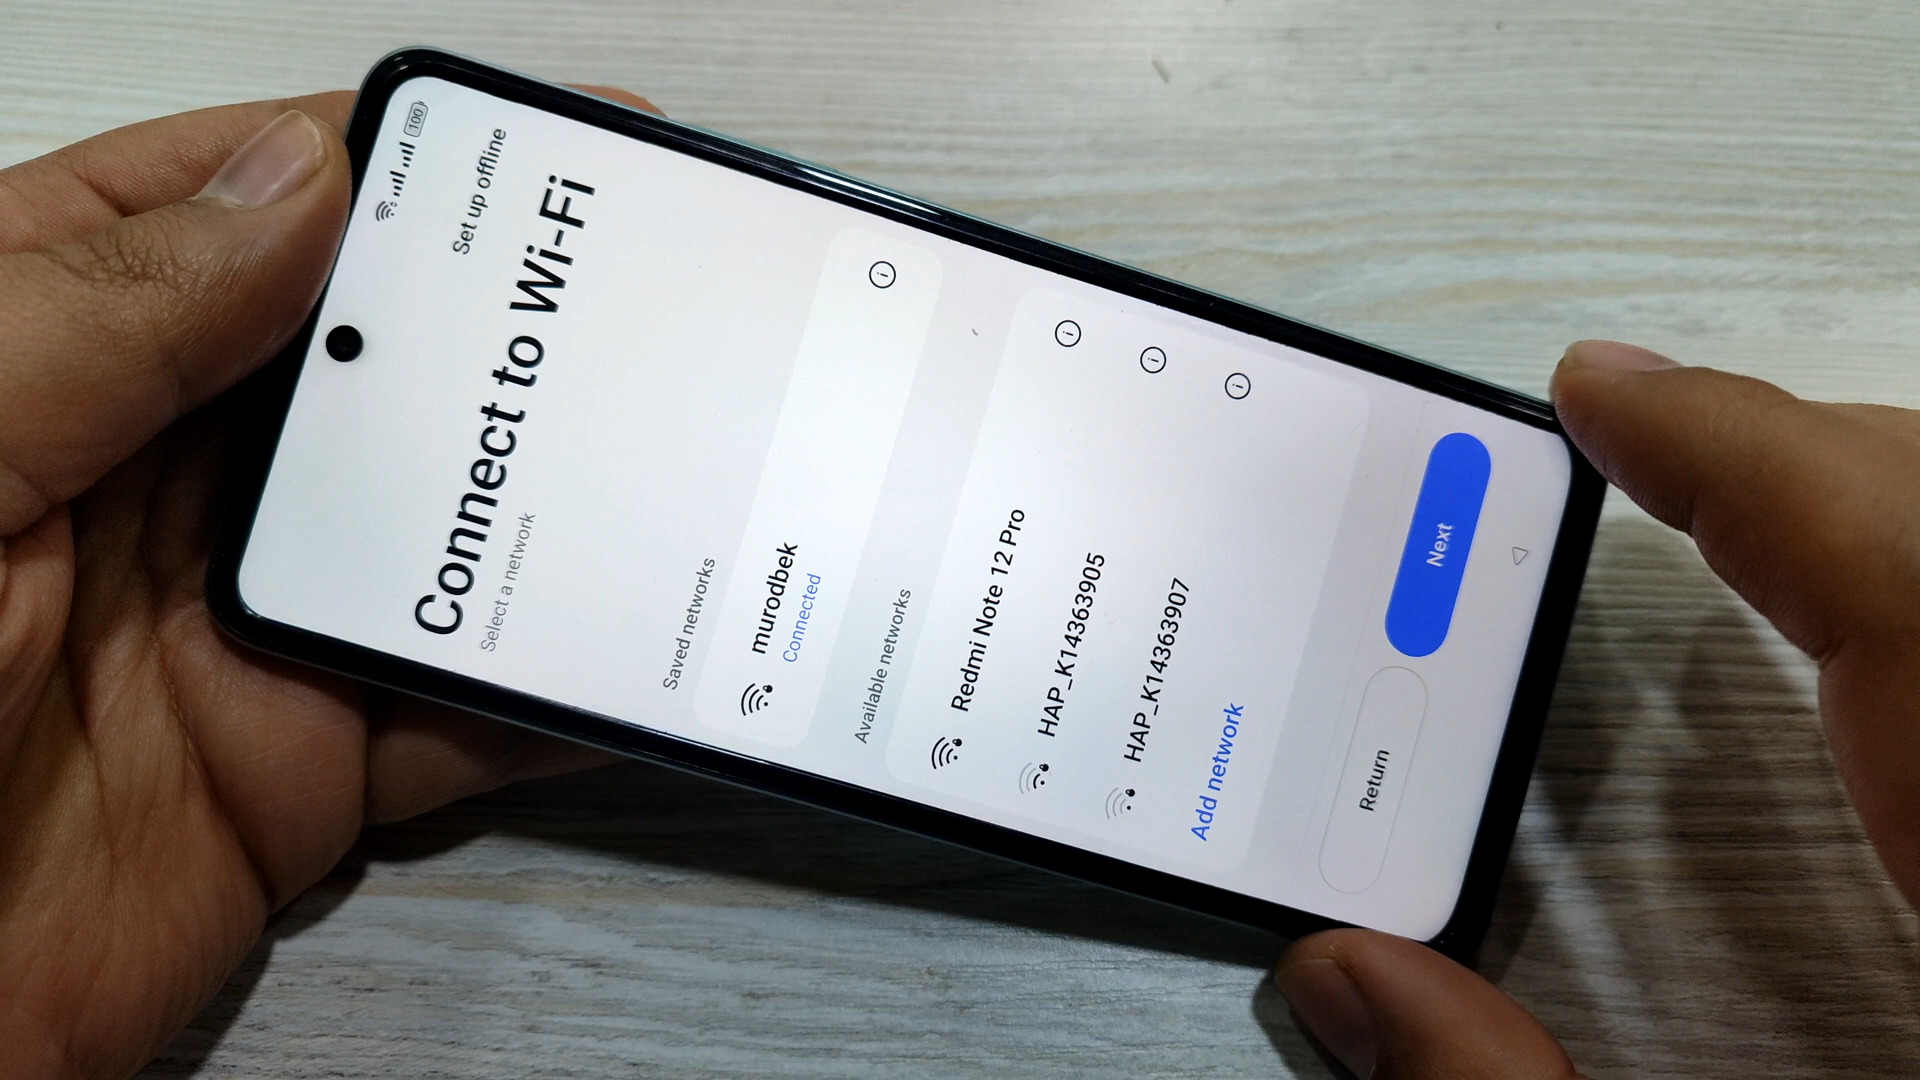 100
Set up offline
Connect to Wi-Fi
Select a network
Saved networks
murodbek
Connected
Available networks
Redmi Note 12 Pro
HAP_K14363905
HAP_K14363907
Add network
Return
Next